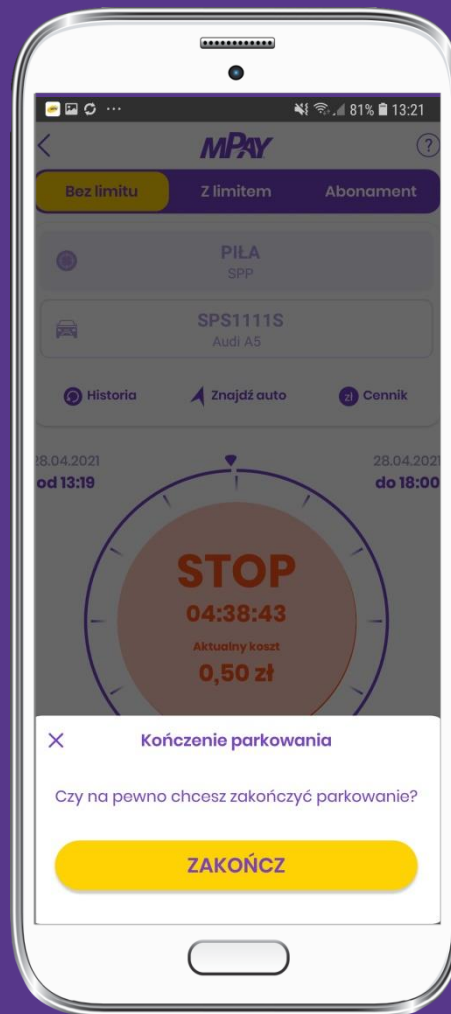 81% 13:21
mPAY
?
Bez limitu Z limitem Abonament
PIŁA
SPP
SPS1111S
Audi A5
Historia Znajdź auto zł Cennik
28.04.2021 28.04.2021
od 13:19 do 18:00
STOP
04:38:43
Aktualny koszt
0,50 zł
Kończenie parkowania
Czy na pewno chcesz zakończyć parkowanie?
ZAKOŃCZ